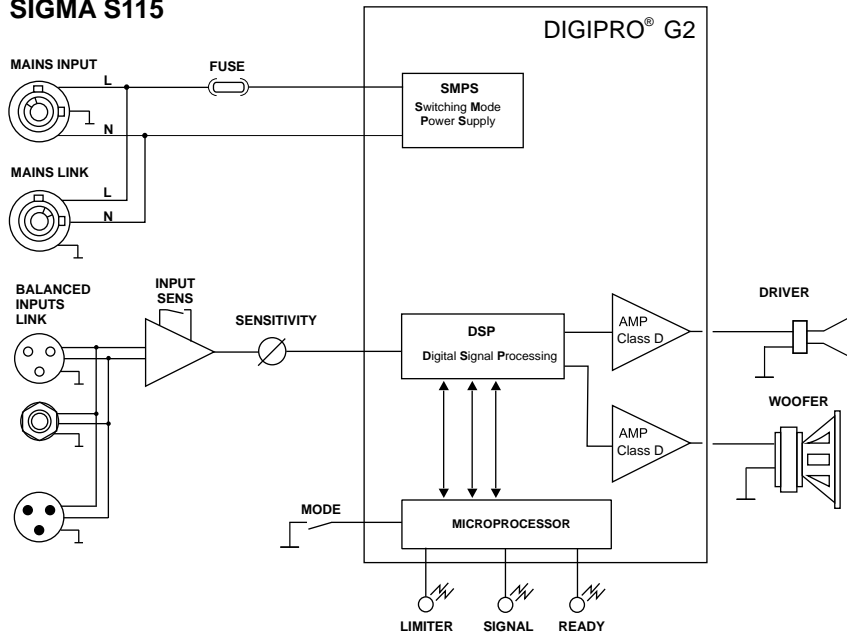 SIGMA S115
DIGIPRO® G2
MAINS INPUT
L
N
FUSE
SMPS
Switching Mode
Power Supply
MAINS LINK
L
N
BALANCED
INPUTS
LINK
INPUT
SENS
SENSITIVITY
DSP
Digital Signal Processing
AMP
Class D
DRIVER
AMP
Class D
WOOFER
MODE
MICROPROCESSOR
LIMITER
SIGNAL
READY